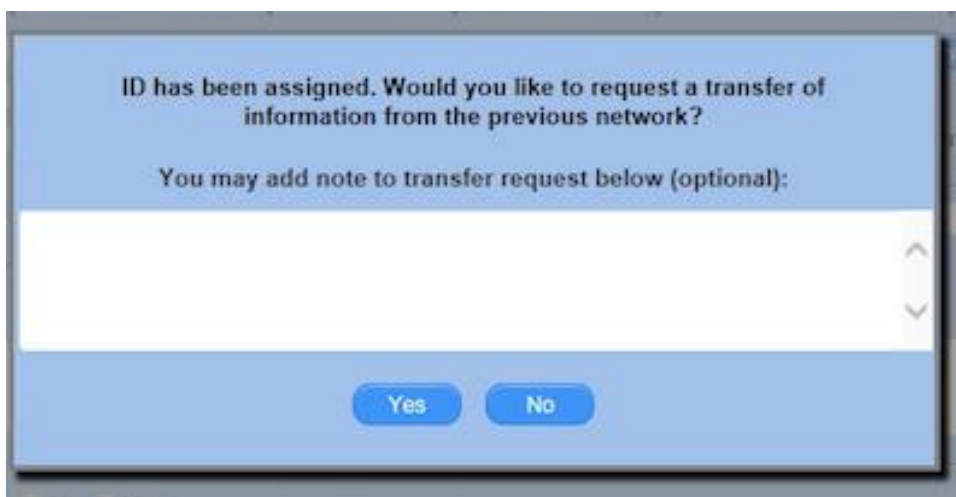 ID has been assigned. Would you like to request a transfer of
information from the previous network?
You may add note to transfer request below (optional):
Yes No